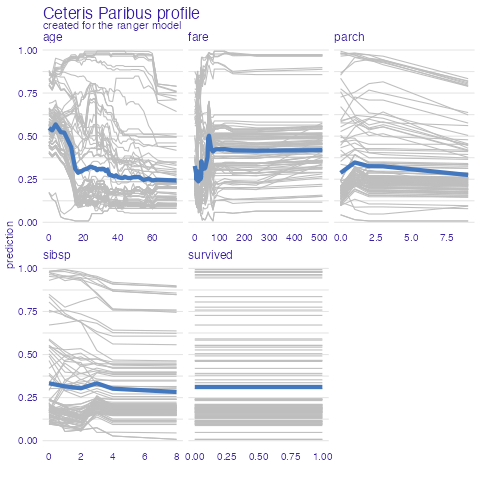 Ceteris Paribus profile
created for the ranger model
age fare parch
1.00
0.75
0.50
0.25
0.00
0 20 40 60 0 100 200 300 400 500 0.0 2.5 5.0 7.5
prediction
sibsp survived
1.00
0.75
0.50
0.25
0.00
0 2 4 6 8 0.00 0.25 0.50 0.75 1.00